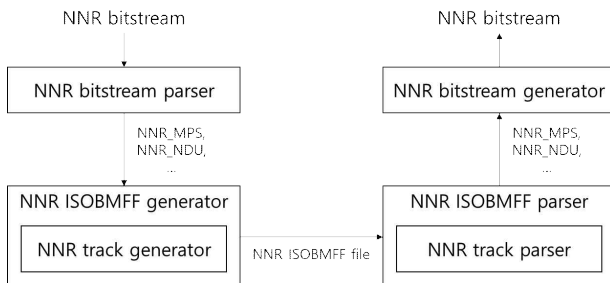 NNR bitstream
NNR bitstream parser
NNR_MPS,
NNR_NDU,
...
NNR ISOBMFF generator
NNR track generator
NNR ISOBMFF file
NNR bitstream
NNR bitstream generator
NNR_MPS,
NNR_NDU,
...
NNR ISOBMFF parser
NNR track parser